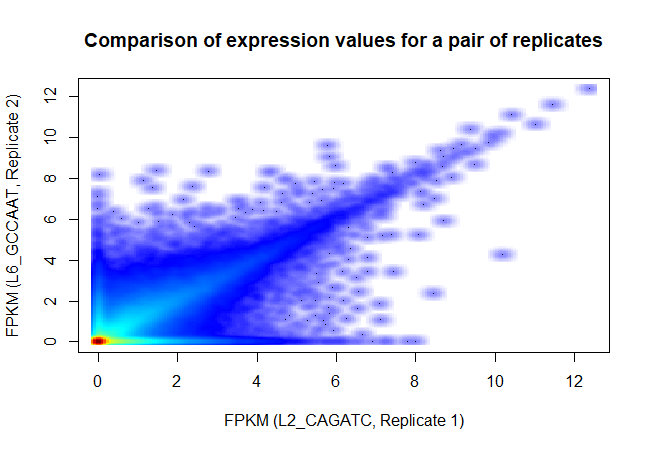 Comparison of expression values for a pair of replicates
FPKM (L6_GCCAAT, Replicate 2)
12
10
8
6
4
2
0
0 2 4 6 8 10 12
FPKM (L2_CAGATC, Replicate 1)